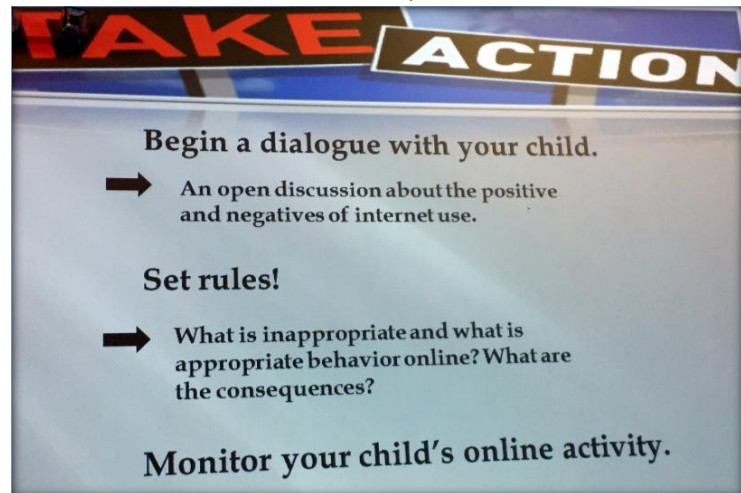 TAKE ACTION
Begin a dialogue with your child.
An open discussion about the positive
and negatives of internet use.
Set rules!
What is inappropriate and what is
appropriate behavior online? What are
the consequences?
Monitor your child's online activity.